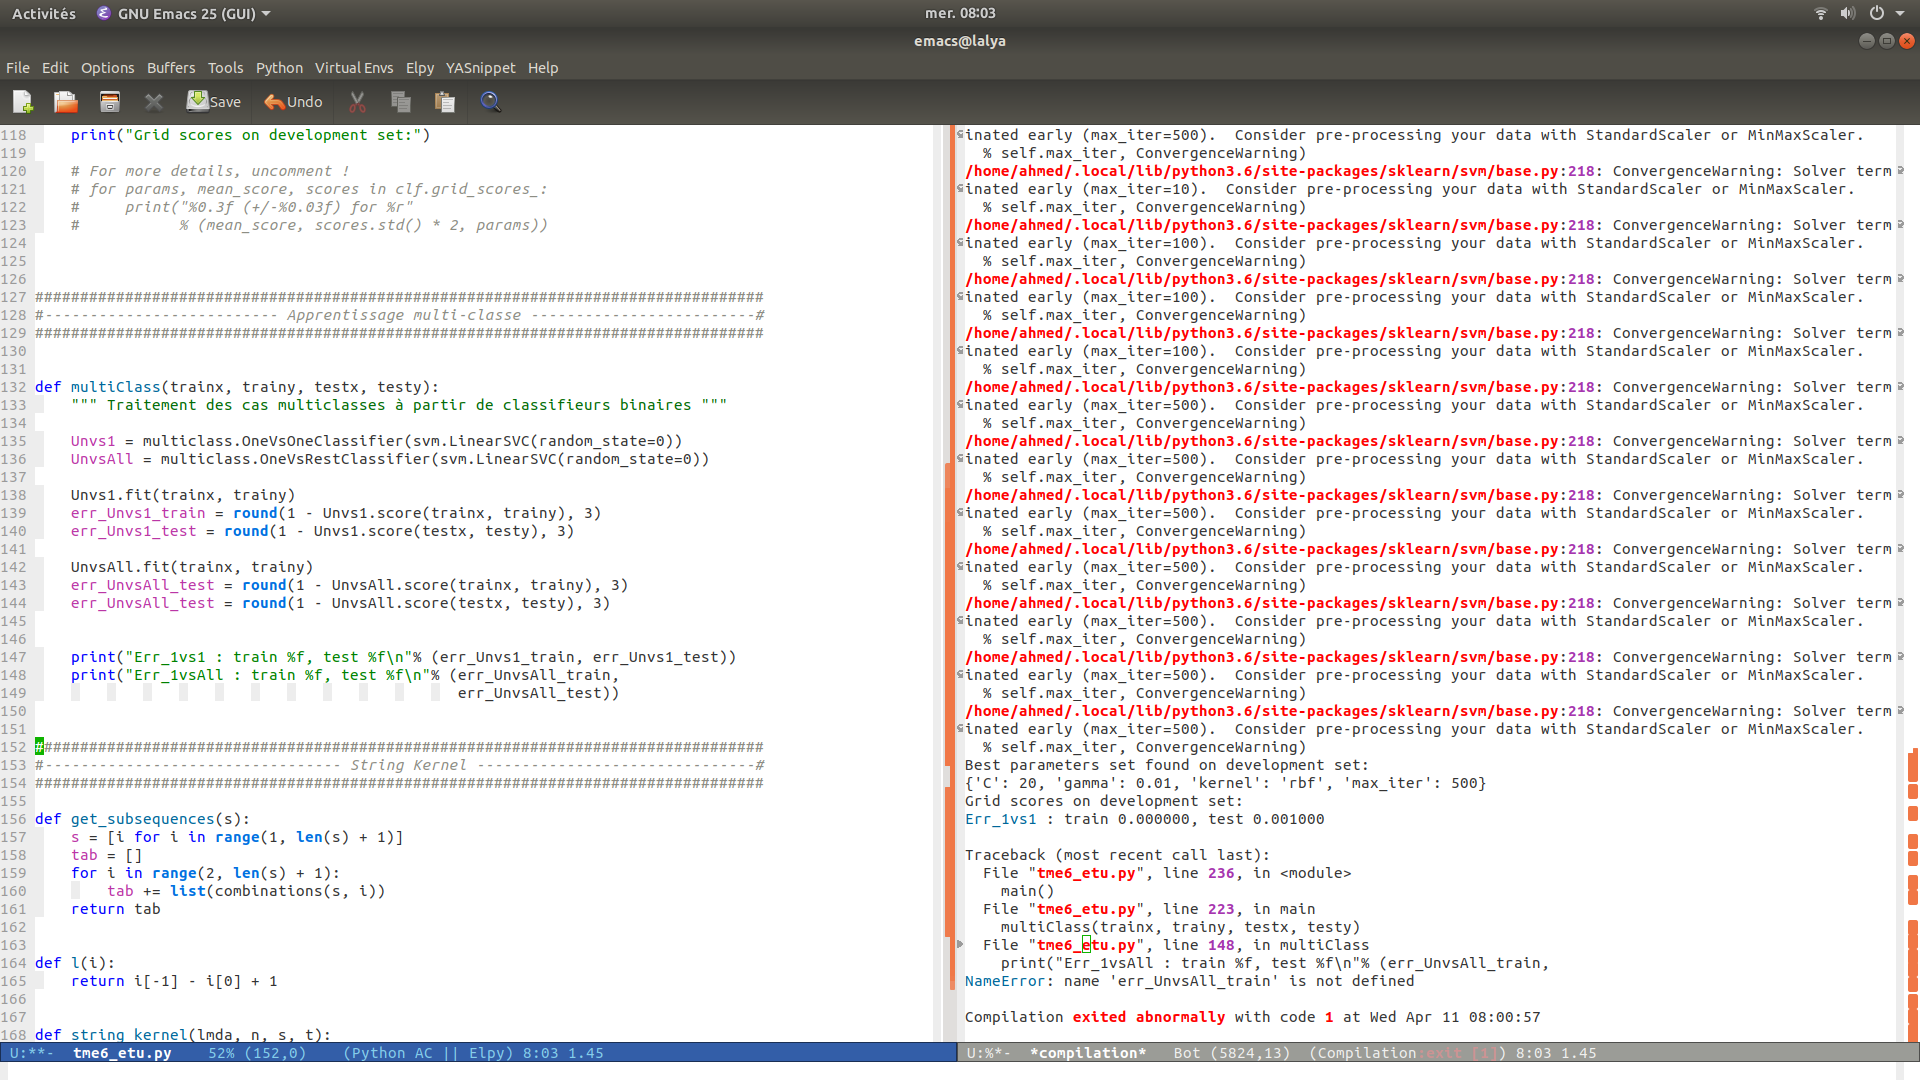 Activités GNU Emacs 25 (GUI) mer. 08:03
emacs@lalya
File Edit Options Buffers Tools Python Virtual Envs Elpy YASnippet Help
Save Undo
118     print("Grid scores on development set:")
119
120     # For more details, uncomment !
121     # for params, mean_score, scores in clf.grid_scores_:
122     #     print("%0.3f (+/-%0.03f) for %r"
123     #           % (mean_score, scores.std() * 2, params))
124
125
126
127 #################################################################################
128 #-------------------------- Apprentissage multi-classe -------------------------#
129 #################################################################################
130
131
132 def multiClass(trainx, trainy, testx, testy):
133     """ Traitement des cas multiclasses à partir de classifieurs binaires """
134
135     Unvs1 = multiclass.OneVsOneClassifier(svm.LinearSVC(random_state=0))
136     UnvsAll = multiclass.OneVsRestClassifier(svm.LinearSVC(random_state=0))
137
138     Unvs1.fit(trainx, trainy)
139     err_Unvs1_train = round(1 - Unvs1.score(trainx, trainy), 3)
140     err_Unvs1_test = round(1 - Unvs1.score(testx, testy), 3)
141
142     UnvsAll.fit(trainx, trainy)
143     err_UnvsAll_test = round(1 - UnvsAll.score(trainx, trainy), 3)
144     err_UnvsAll_test = round(1 - UnvsAll.score(testx, testy), 3)
145
146
147     print("Err_1vs1 : train %f, test %f\n"% (err_Unvs1_train, err_Unvs1_test))
148     print("Err_1vsAll : train %f, test %f\n"% (err_UnvsAll_train,
149                                                err_UnvsAll_test))
150
151
152 #################################################################################
153 #--------------------------------- String Kernel -------------------------------#
154 #################################################################################
155
156 def get_subsequences(s):
157     s = [i for i in range(1, len(s) + 1)]
158     tab = []
159     for i in range(2, len(s) + 1):
160         tab += list(combinations(s, i))
161     return tab
162
163
164 def l(i):
165     return i[-1] - i[0] + 1
166
167
168 def string_kernel(lmda, n, s, t):
U:**-  tme6_etu.py    52% (152,0)    (Python AC || Elpy) 8:03 1.45
inated early (max_iter=500).  Consider pre-processing your data with StandardScaler or MinMaxScaler.
  % self.max_iter, ConvergenceWarning)
/home/ahmed/.local/lib/python3.6/site-packages/sklearn/svm/base.py:218: ConvergenceWarning: Solver term
inated early (max_iter=10).  Consider pre-processing your data with StandardScaler or MinMaxScaler.
  % self.max_iter, ConvergenceWarning)
/home/ahmed/.local/lib/python3.6/site-packages/sklearn/svm/base.py:218: ConvergenceWarning: Solver term
inated early (max_iter=100).  Consider pre-processing your data with StandardScaler or MinMaxScaler.
  % self.max_iter, ConvergenceWarning)
/home/ahmed/.local/lib/python3.6/site-packages/sklearn/svm/base.py:218: ConvergenceWarning: Solver term
inated early (max_iter=100).  Consider pre-processing your data with StandardScaler or MinMaxScaler.
  % self.max_iter, ConvergenceWarning)
/home/ahmed/.local/lib/python3.6/site-packages/sklearn/svm/base.py:218: ConvergenceWarning: Solver term
inated early (max_iter=100).  Consider pre-processing your data with StandardScaler or MinMaxScaler.
  % self.max_iter, ConvergenceWarning)
/home/ahmed/.local/lib/python3.6/site-packages/sklearn/svm/base.py:218: ConvergenceWarning: Solver term
inated early (max_iter=500).  Consider pre-processing your data with StandardScaler or MinMaxScaler.
  % self.max_iter, ConvergenceWarning)
/home/ahmed/.local/lib/python3.6/site-packages/sklearn/svm/base.py:218: ConvergenceWarning: Solver term
inated early (max_iter=500).  Consider pre-processing your data with StandardScaler or MinMaxScaler.
  % self.max_iter, ConvergenceWarning)
/home/ahmed/.local/lib/python3.6/site-packages/sklearn/svm/base.py:218: ConvergenceWarning: Solver term
inated early (max_iter=500).  Consider pre-processing your data with StandardScaler or MinMaxScaler.
  % self.max_iter, ConvergenceWarning)
/home/ahmed/.local/lib/python3.6/site-packages/sklearn/svm/base.py:218: ConvergenceWarning: Solver term
inated early (max_iter=500).  Consider pre-processing your data with StandardScaler or MinMaxScaler.
  % self.max_iter, ConvergenceWarning)
/home/ahmed/.local/lib/python3.6/site-packages/sklearn/svm/base.py:218: ConvergenceWarning: Solver term
inated early (max_iter=500).  Consider pre-processing your data with StandardScaler or MinMaxScaler.
  % self.max_iter, ConvergenceWarning)
/home/ahmed/.local/lib/python3.6/site-packages/sklearn/svm/base.py:218: ConvergenceWarning: Solver term
inated early (max_iter=500).  Consider pre-processing your data with StandardScaler or MinMaxScaler.
  % self.max_iter, ConvergenceWarning)
/home/ahmed/.local/lib/python3.6/site-packages/sklearn/svm/base.py:218: ConvergenceWarning: Solver term
inated early (max_iter=500).  Consider pre-processing your data with StandardScaler or MinMaxScaler.
  % self.max_iter, ConvergenceWarning)
Best parameters set found on development set:
{'C': 20, 'gamma': 0.01, 'kernel': 'rbf', 'max_iter': 500}
Grid scores on development set:
Err_1vs1 : train 0.000000, test 0.001000
Traceback (most recent call last):
  File "tme6_etu.py", line 236, in <module>
    main()
  File "tme6_etu.py", line 223, in main
    multiClass(trainx, trainy, testx, testy)
  File "tme6_etu.py", line 148, in multiClass
    print("Err_1vsAll : train %f, test %f\n"% (err_UnvsAll_train,
NameError: name 'err_UnvsAll_train' is not defined
Compilation exited abnormally with code 1 at Wed Apr 11 08:00:57
U:%*-  *compilation*   Bot (5824,13)  (Compilation:exit [1]) 8:03 1.45